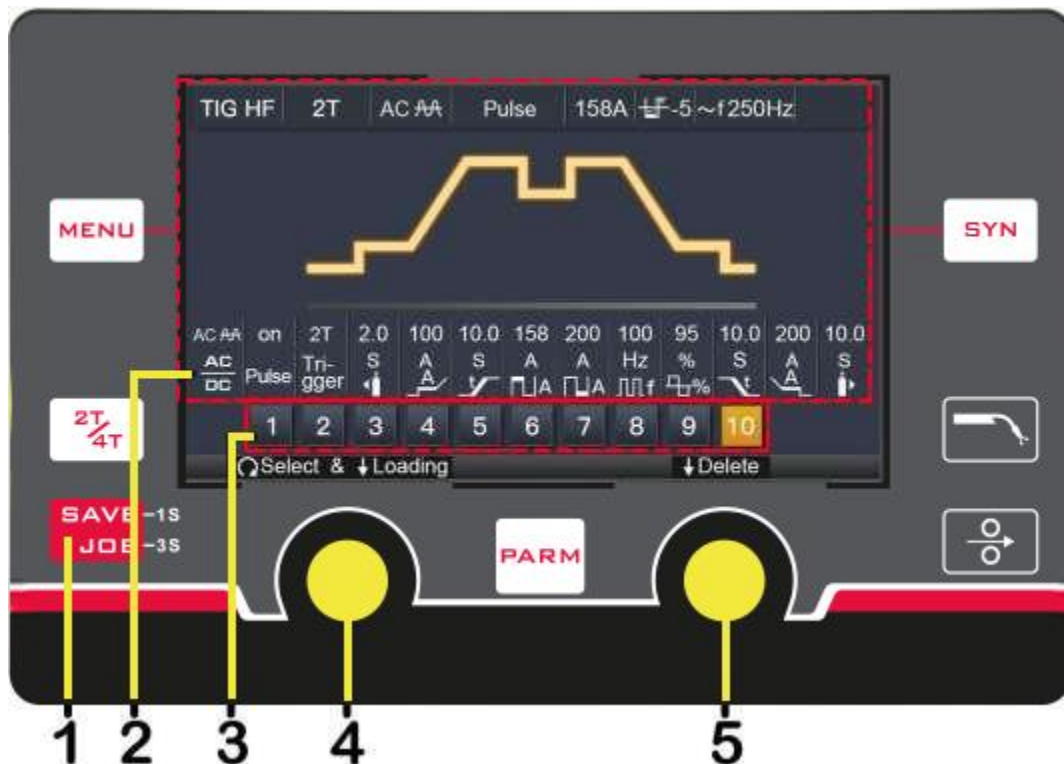 TIG HF 2T AC Pulse 158A -5 ~f250Hz
MENU
SYN
AC on 2T 2.0 100 10.0 158 200 100 95 10.0 200 10.0
AC S A S A A Hz % S A S
DC Pulse Tri-
gger A t A A f % t A
2T/4T
1 2 3 4 5 6 7 8 9 10
Select & ↓Loading ↓Delete
SAVE -1S
JOB -3S
PARM
1 2 3 4 5